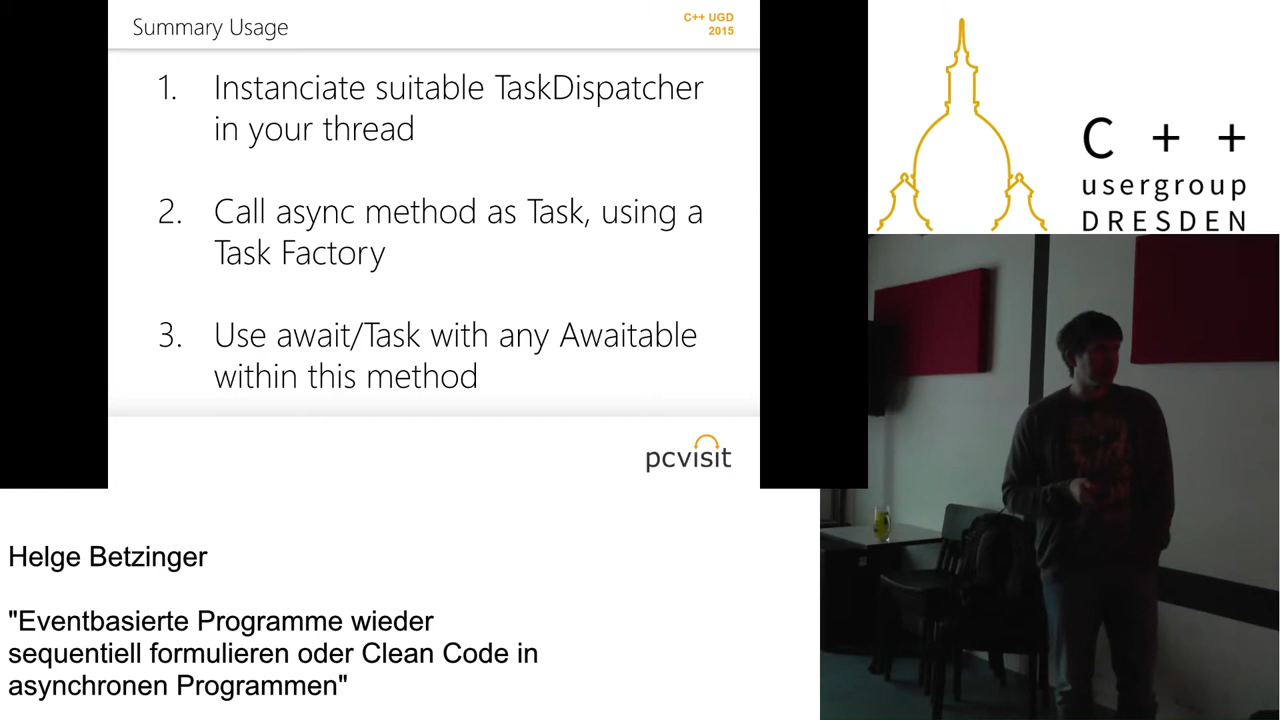 Summary Usage
C++ UGD
2015
1. Instanciate suitable TaskDispatcher
in your thread
2. Call async method as Task, using a
Task Factory
3. Use await/Task with any Awaitable
within this method
pcvisit
C + +
usergroup
DRESDEN
Helge Betzinger
"Eventbasierte Programme wieder
sequentiell formulieren oder Clean Code in
asynchronen Programmen"